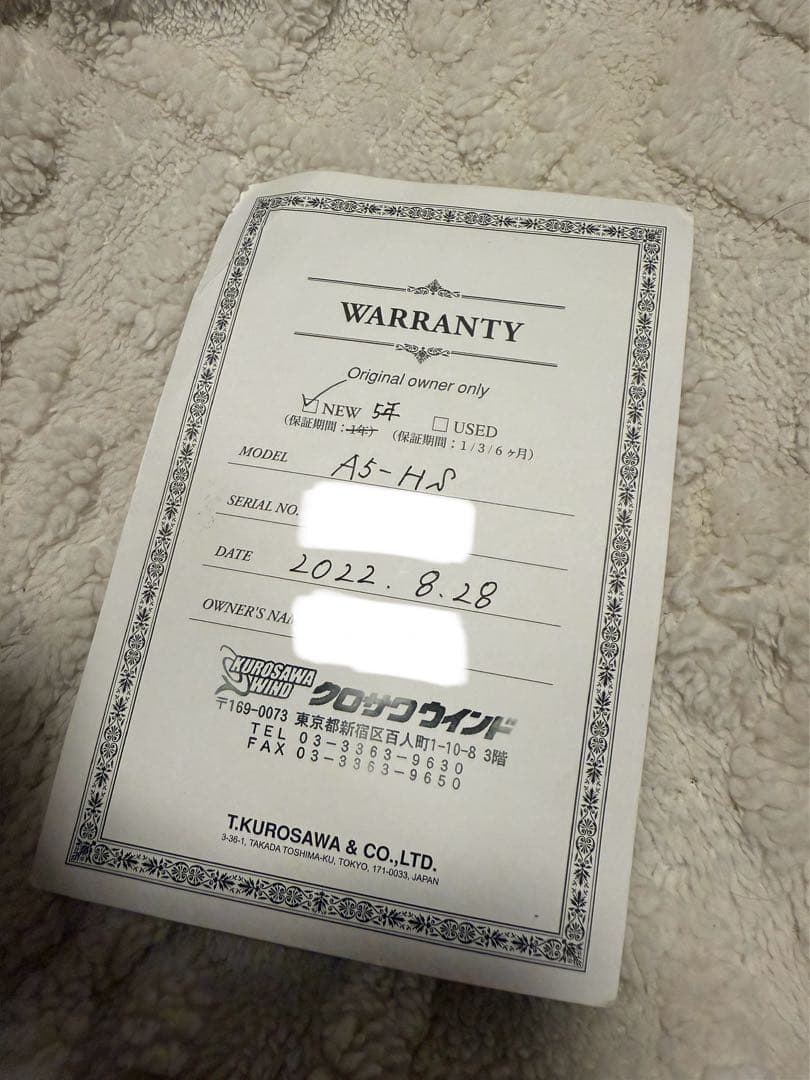 WARRANTY
Original owner only
NEW 5年 USED
(保証期間:1年) (保証期間:1/3/6ヶ月)
MODEL A5-HS
SERIAL NO.
DATE 2022.8.28
OWNER'S NA
KUROSAWA WIND クロサワウインド
〒169-0073 東京都新宿区百人町1-10-8 3階
TEL 03-3363-9630
FAX 03-3363-9650
T.KUROSAWA & CO.,LTD.
3-36-1, TAKADA TOSHIMA-KU, TOKYO, 171-0033, JAPAN